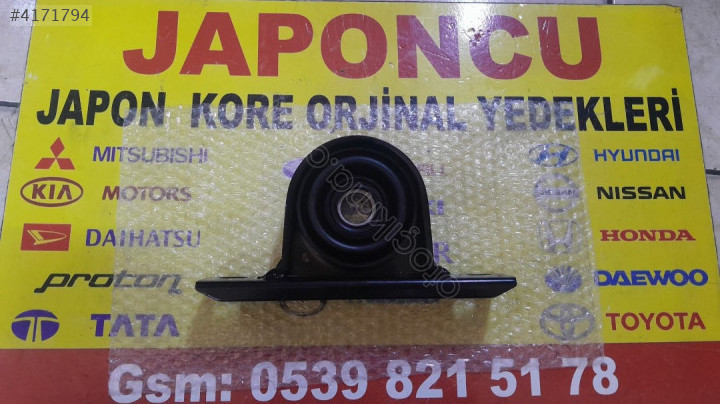 #4171794
JAPONCU
JAPON KORE ORJİNAL YEDEKLERİ
MITSUBISHI
HYUNDAI
KIA MOTORS
NISSAN
DAIHATSU
HONDA
proton
DAEWOO
TATA
TOYOTA
Gsm: 0539 821 51 78